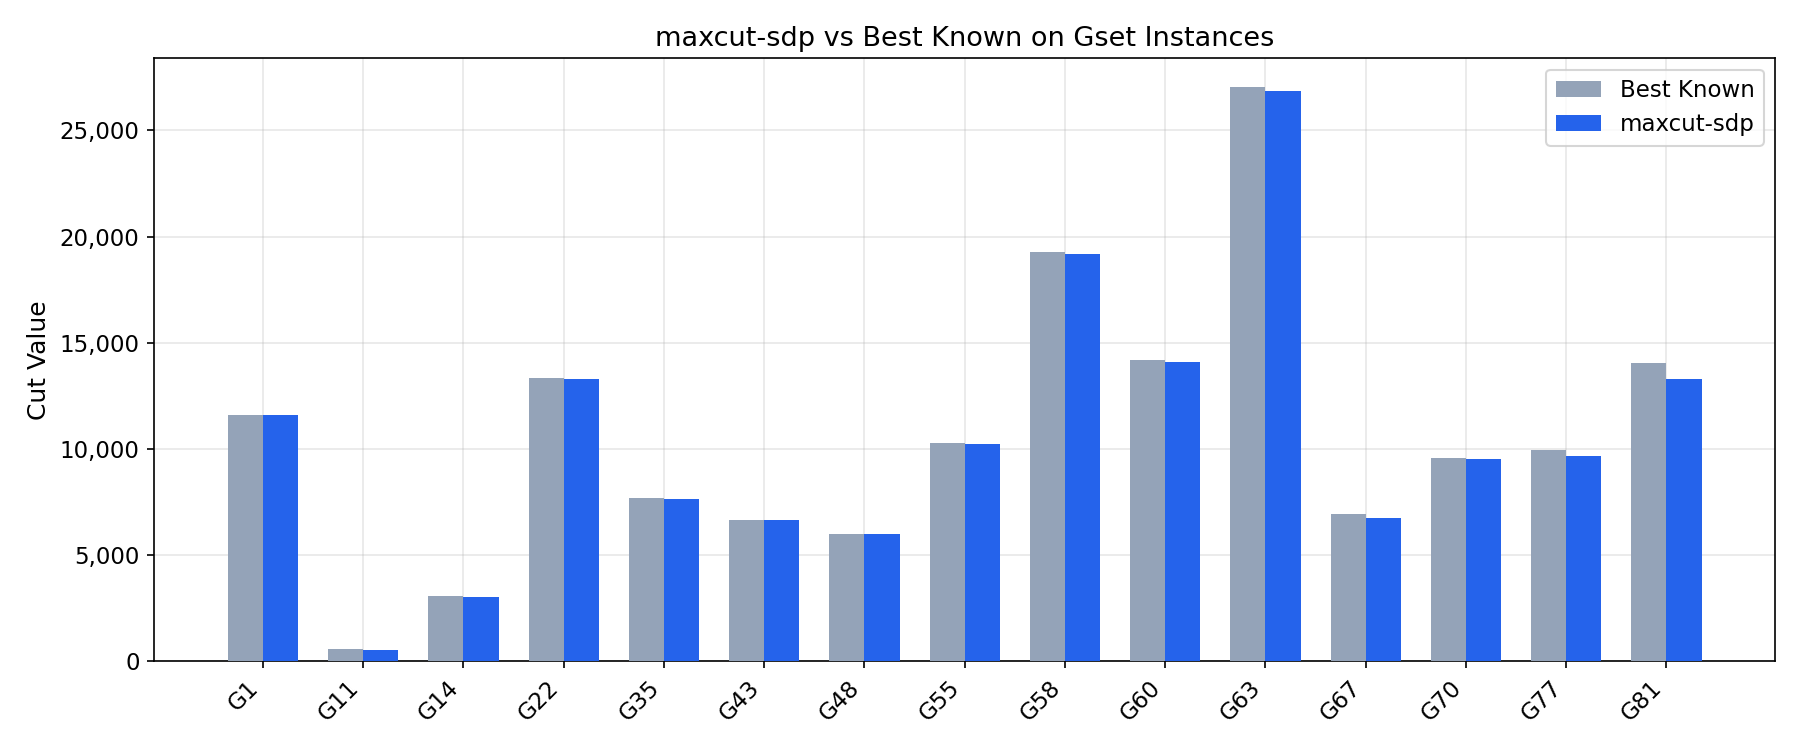 maxcut-sdp vs Best Known on Gset Instances
Best Known
maxcut-sdp
Cut Value
25,000
20,000
15,000
10,000
5,000
0
G1
G11
G14
G22
G35
G43
G48
G55
G58
G60
G63
G67
G70
G77
G81